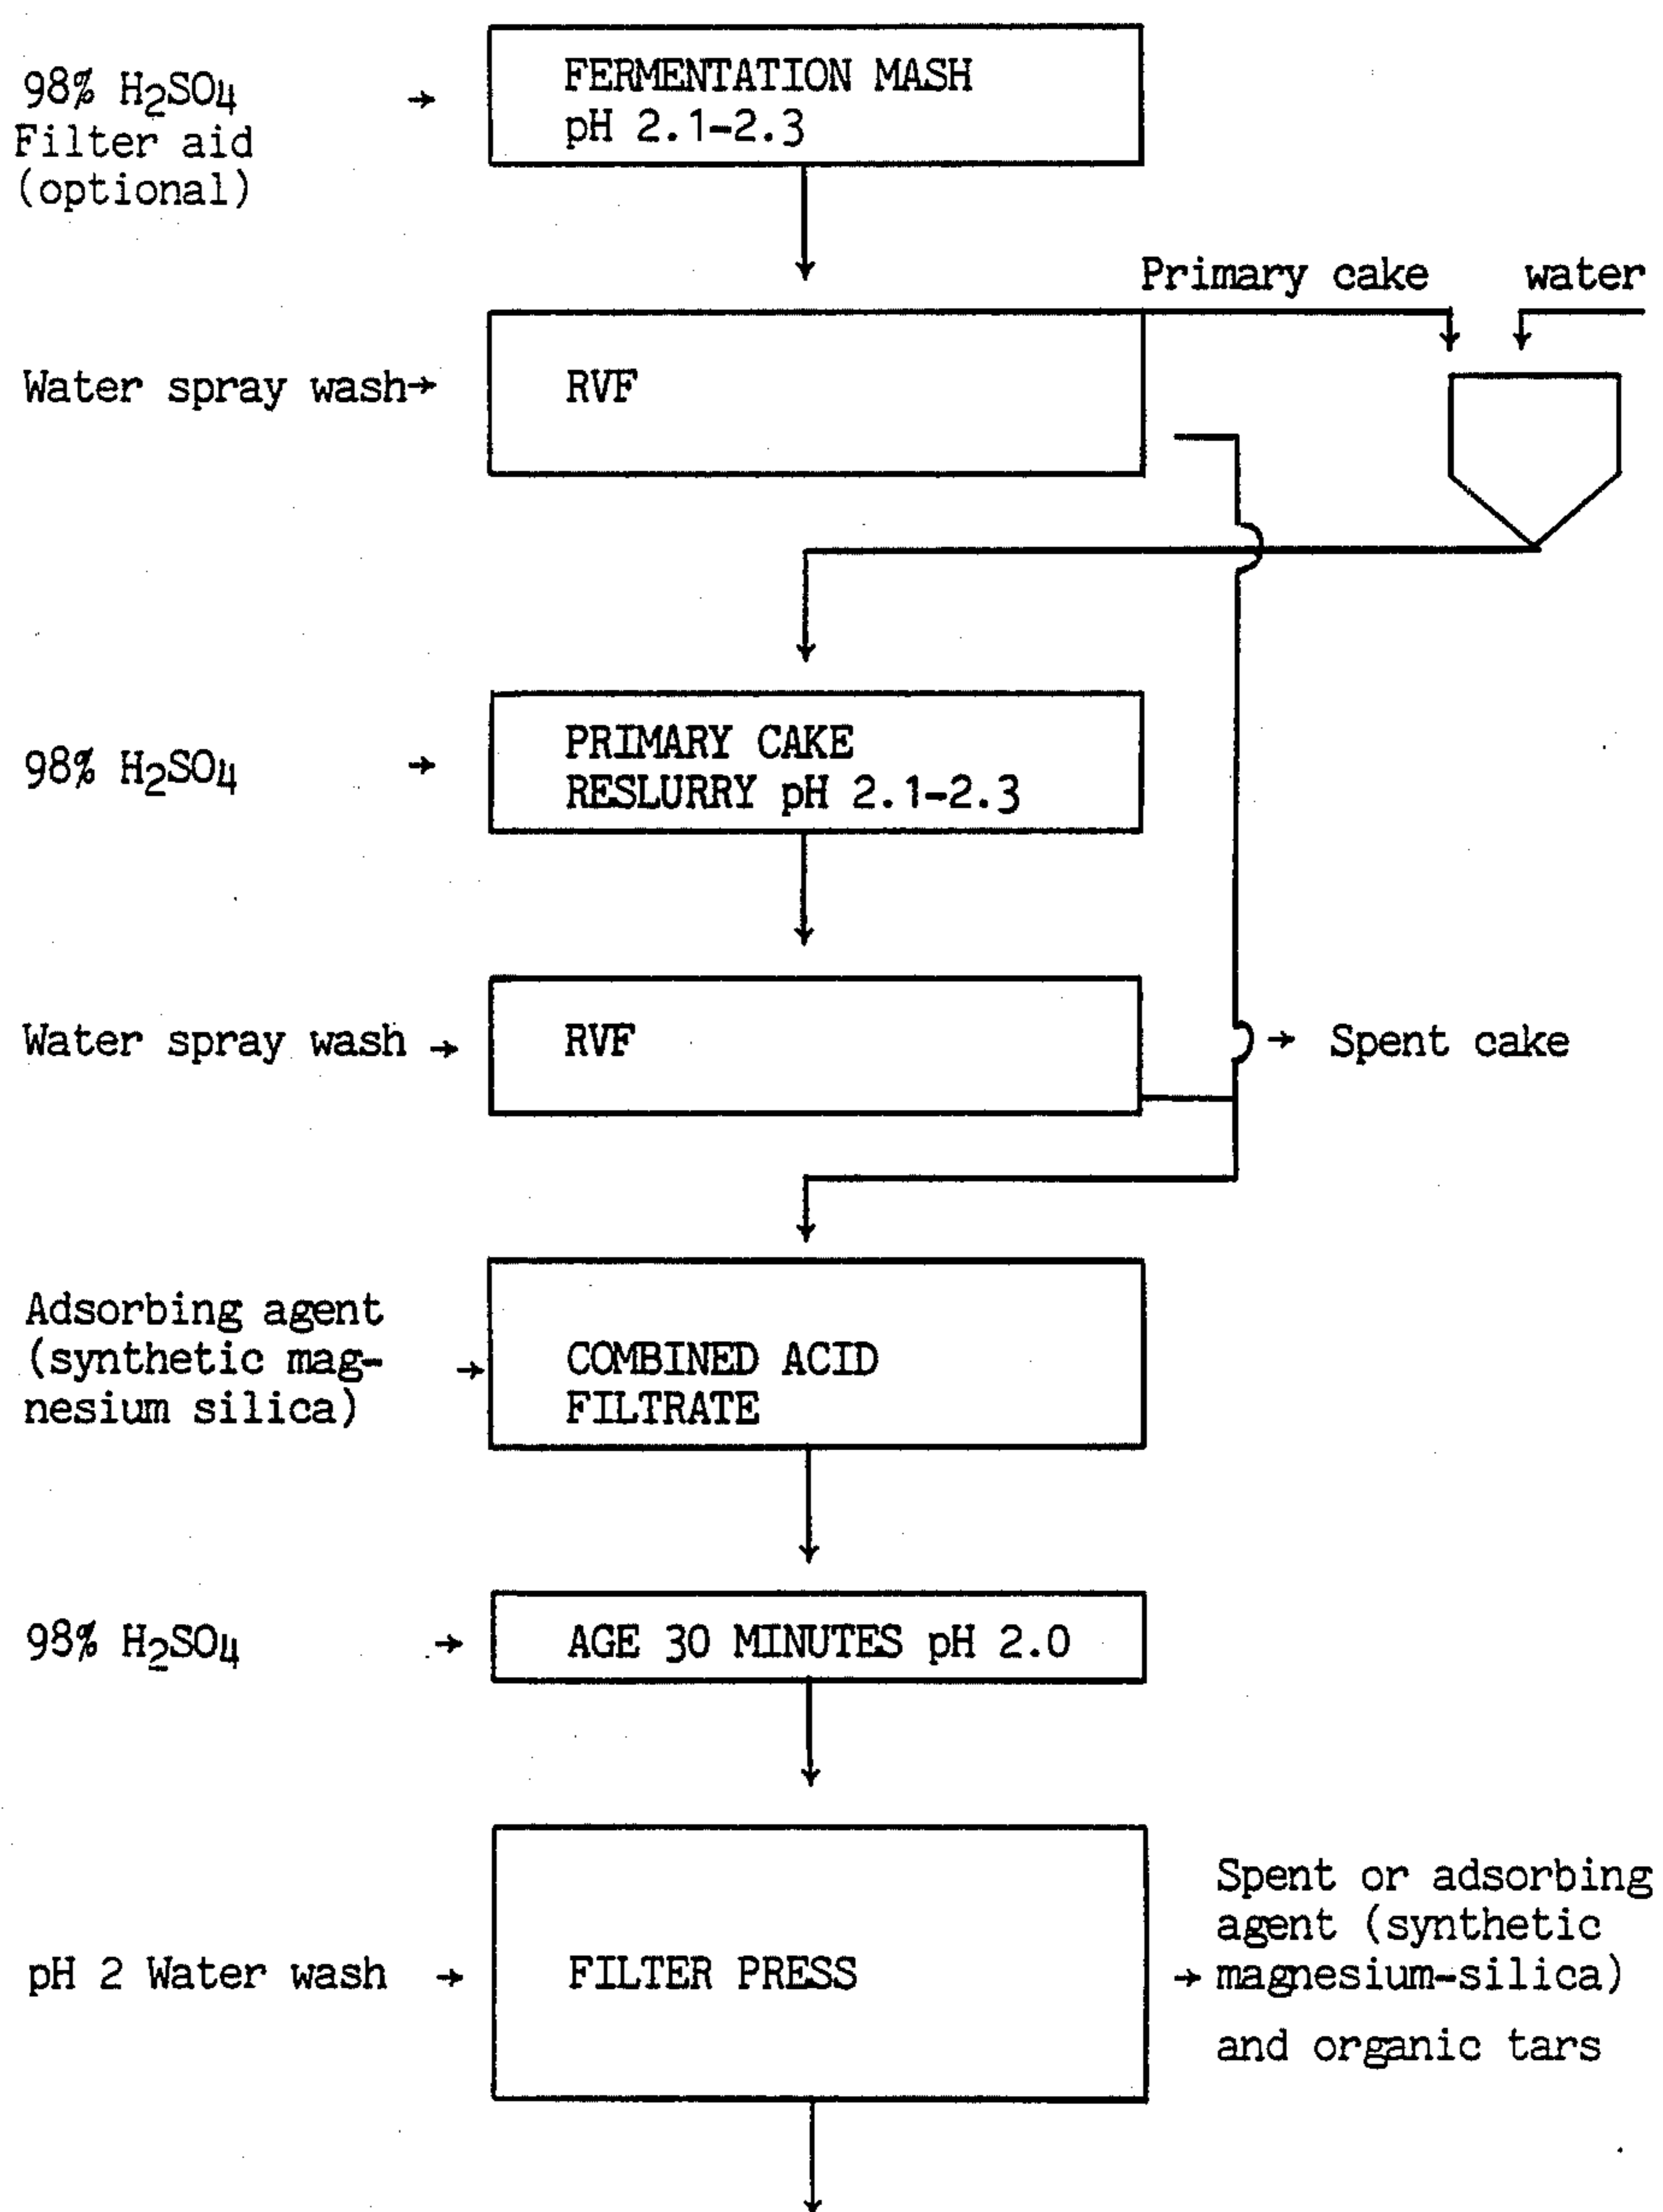 98% H₂SO₄
Filter aid
(optional)
→
FERMENTATION MASH
pH 2.1-2.3
Primary cake
water
Water spray wash→
RVF
98% H₂SO₄ →
PRIMARY CAKE
RESLURRY pH 2.1-2.3
Water spray wash →
RVF
→ Spent cake
Adsorbing agent
(synthetic mag-
nesium silica)
→
COMBINED ACID
FILTRATE
98% H₂SO₄ →
AGE 30 MINUTES pH 2.0
pH 2 Water wash →
FILTER PRESS
→
Spent or adsorbing
agent (synthetic
magnesium-silica)
and organic tars